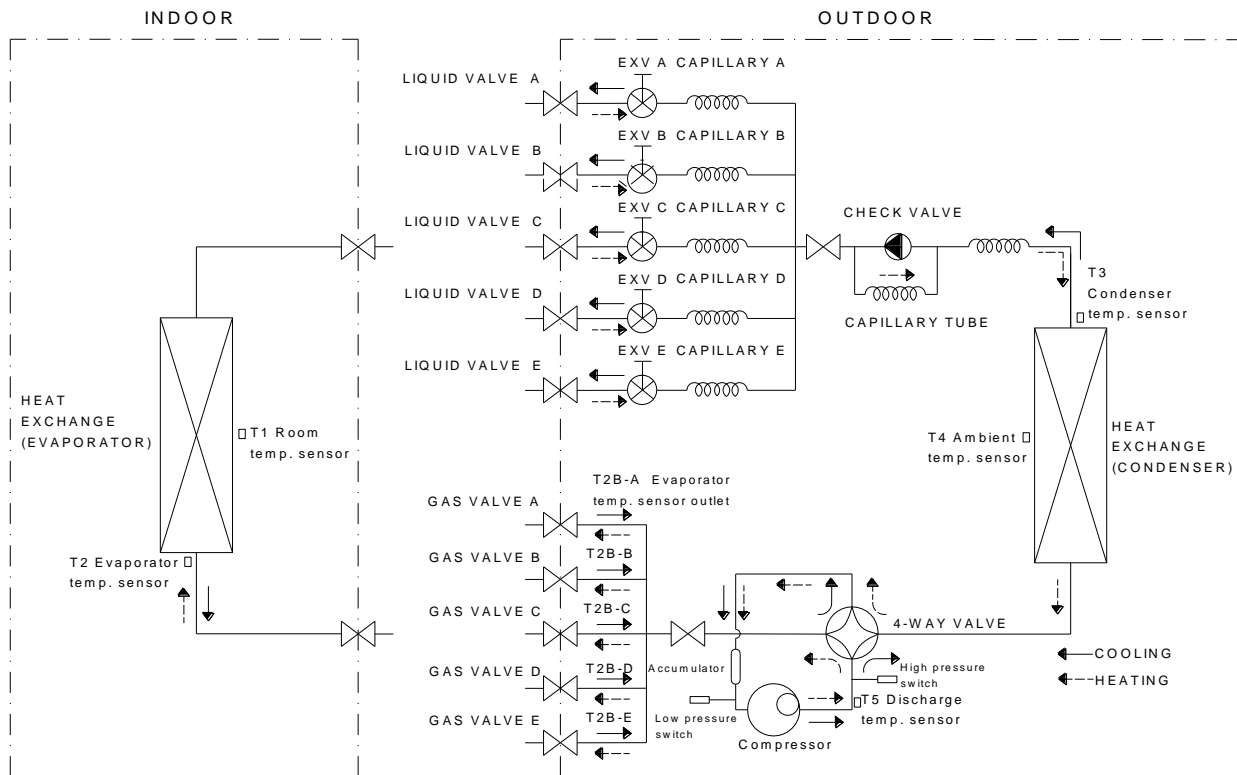 INDOOR
OUTDOOR
LIQUID VALVE A
EXV A CAPILLARY A
LIQUID VALVE B
EXV B CAPILLARY B
LIQUID VALVE C
EXV C CAPILLARY C
LIQUID VALVE D
EXV D CAPILLARY D
LIQUID VALVE E
EXV E CAPILLARY E
CHECK VALVE
CAPILLARY TUBE
T3
Condenser
temp. sensor
HEAT
EXCHANGE
(EVAPORATOR)
T1 Room
temp. sensor
T4 Ambient
temp. sensor
HEAT
EXCHANGE
(CONDENSER)
T2 Evaporator
temp. sensor
GAS VALVE A
T2B-A Evaporator
temp. sensor outlet
GAS VALVE B
T2B-B
GAS VALVE C
T2B-C
GAS VALVE D
T2B-D
GAS VALVE E
T2B-E
4-WAY VALVE
Accumulator
High pressure
switch
Low pressure
switch
Compressor
T5 Discharge
temp. sensor
COOLING
HEATING